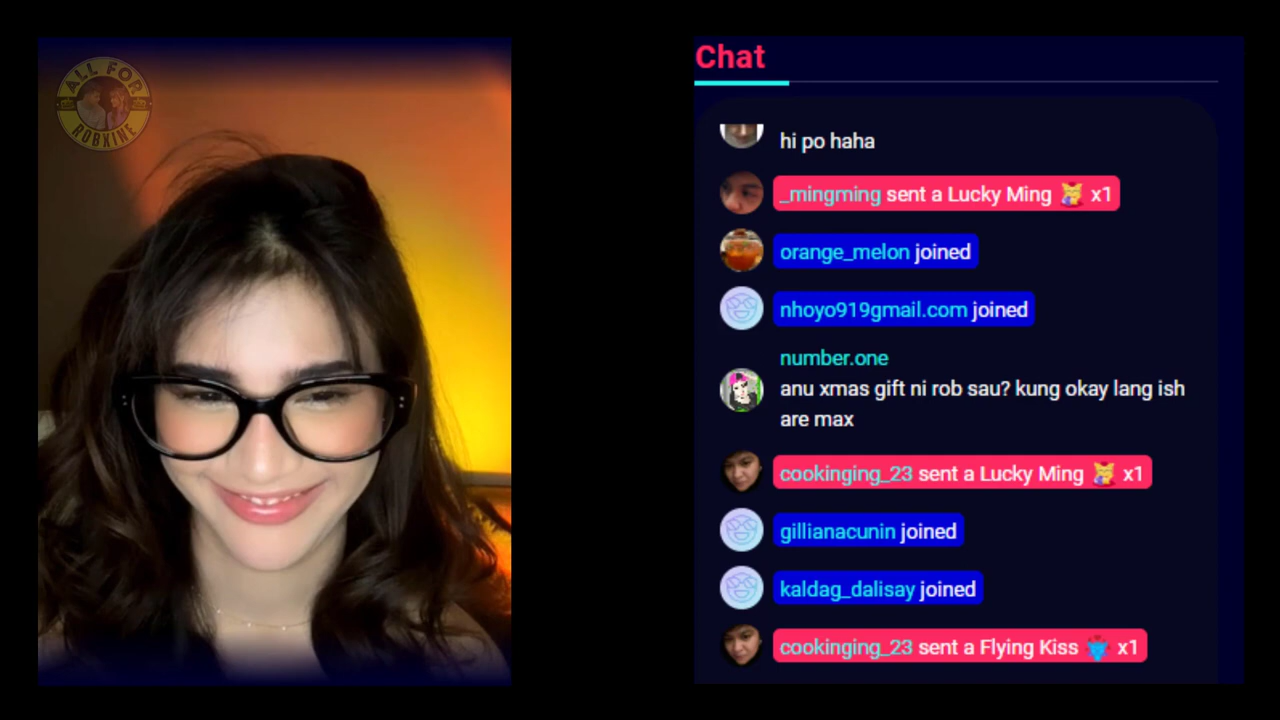 ALL FOR
ROBXINE
Chat
hi po haha
_mingming sent a Lucky Ming x1
orange_melon joined
nhoyo919gmail.com joined
number.one
anu xmas gift ni rob sau? kung okay lang ish
are max
cookinging_23 sent a Lucky Ming x1
gillianacunin joined
kaldag_dalisay joined
cookinging_23 sent a Flying Kiss x1